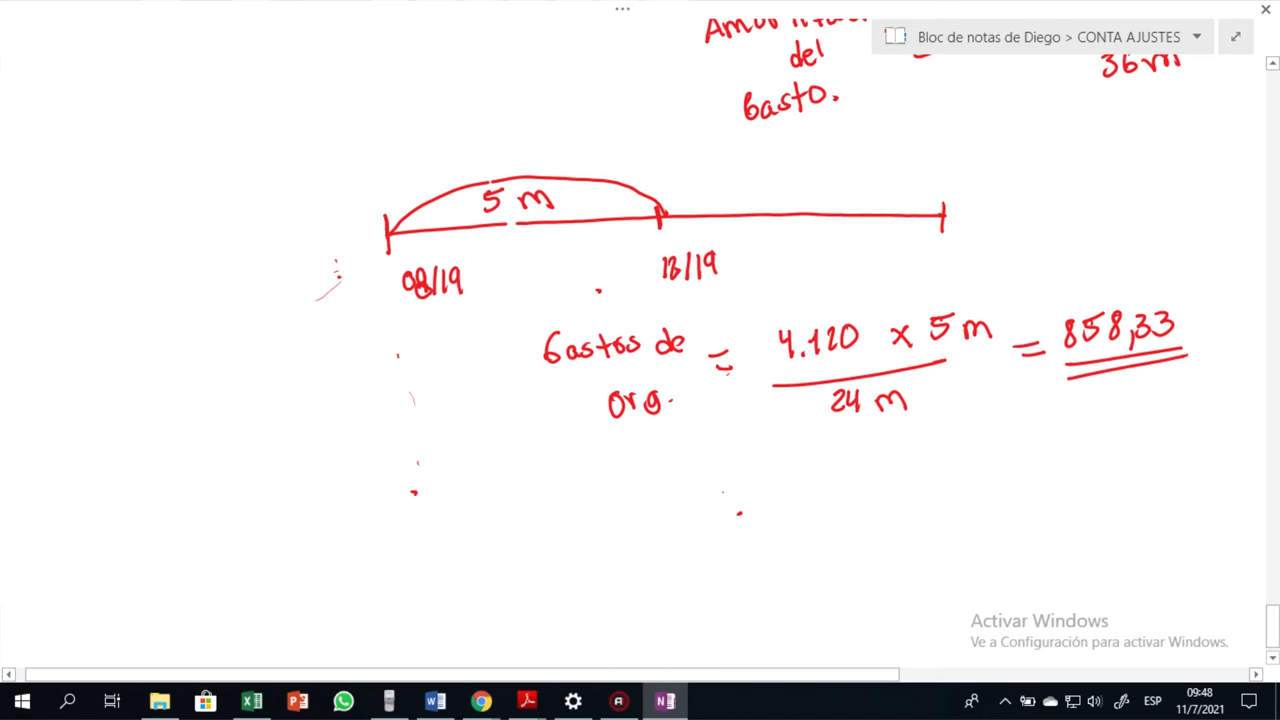 Bloc de notas de Diego > CONTA AJUSTES
del
Gasto.
36 m
5 m
08/19
12/19
Gastos de
org.
=
4.120 x 5 m
24 m
= 858,33
Activar Windows
Ve a Configuración para activar Windows.
ESP
09:48
11/7/2021